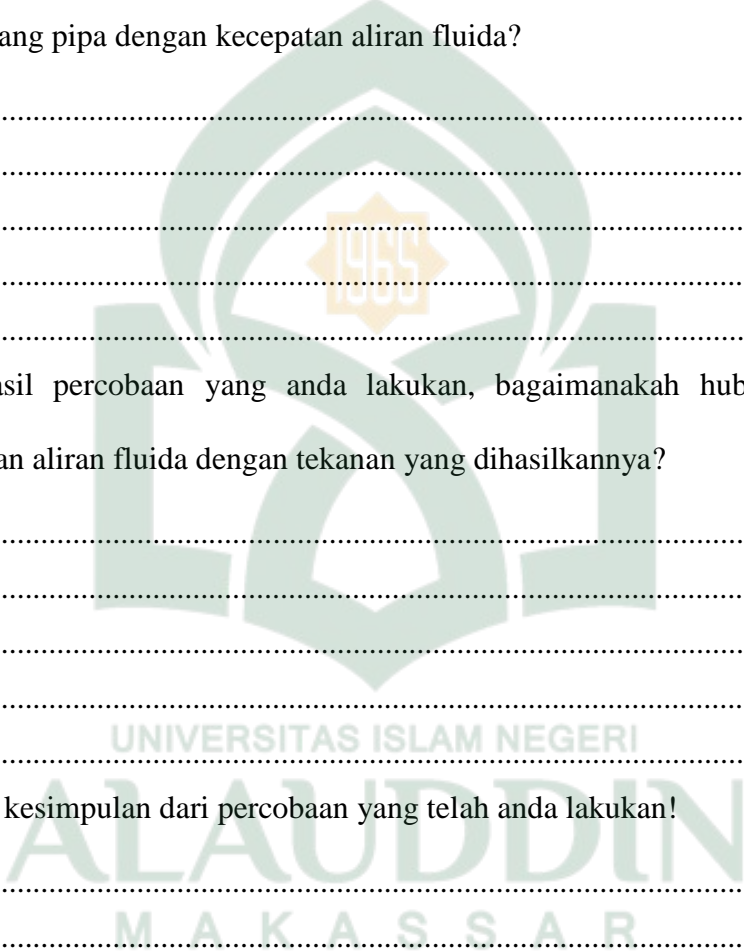 ang pipa dengan kecepatan aliran fluida?
................................................................................................
................................................................................................
................................................................................................
................................................................................................
................................................................................................
asil percobaan yang anda lakukan, bagaimanakah hub
an aliran fluida dengan tekanan yang dihasilkannya?
................................................................................................
................................................................................................
................................................................................................
................................................................................................
................................................................................................
kesimpulan dari percobaan yang telah anda lakukan!
................................................................................................
................................................................................................
1965
UNIVERSITAS ISLAM NEGERI
ALAUDDIN
MAKASSAR